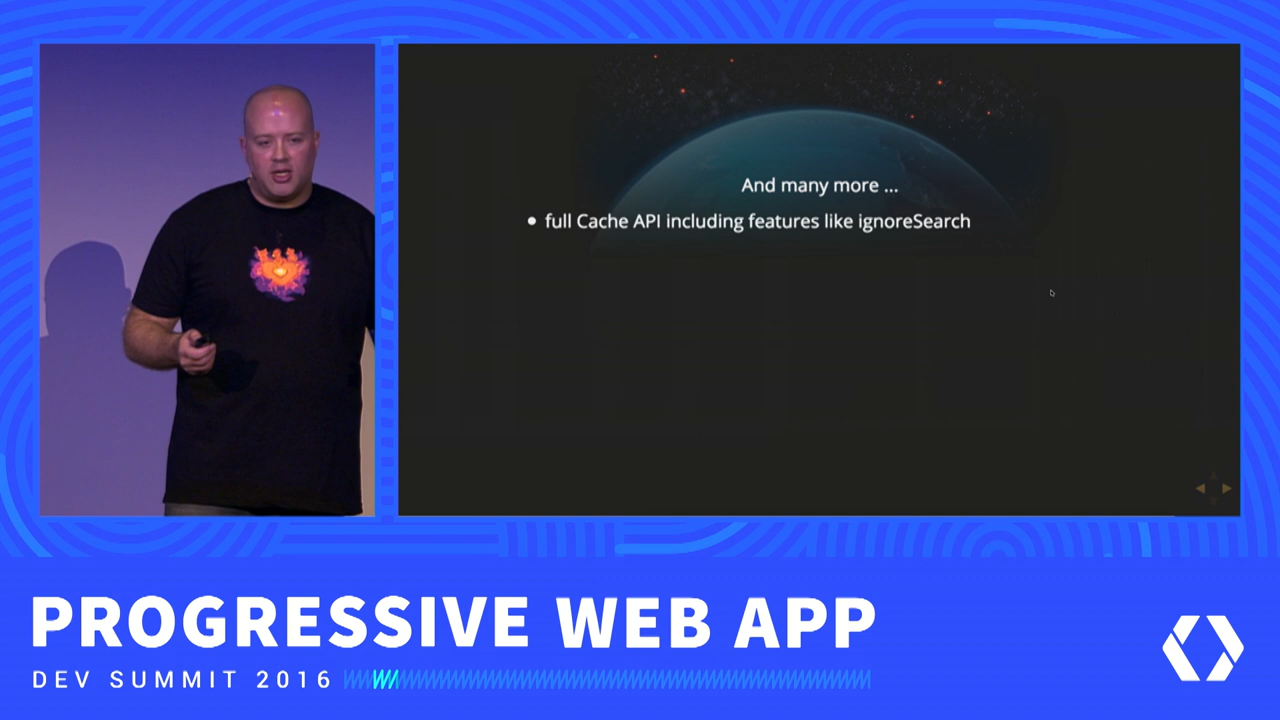 And many more ...
full Cache API including features like ignoreSearch
PROGRESSIVE WEB APP
DEV SUMMIT 2016